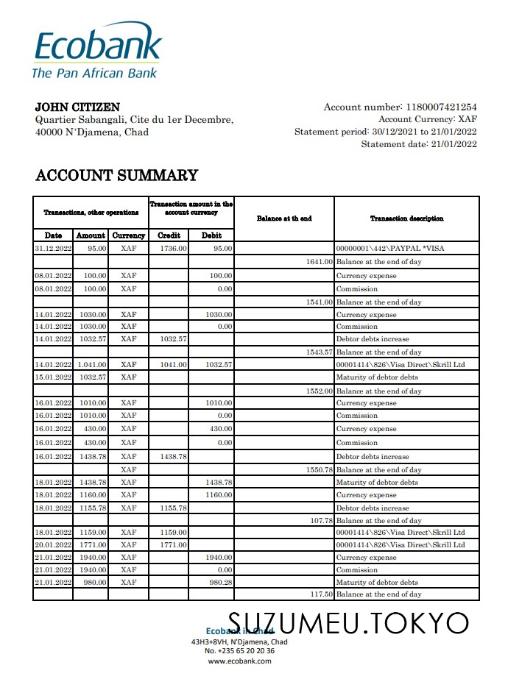 Ecobank
The Pan African Bank
JOHN CITIZEN
Quartier Sabangali, Cite du 1er Decembre,
40000 N'Djamena, Chad
Account number: 1180007421254
Account Currency: XAF
Statement period: 30/12/2021 to 21/01/2022
Statement date: 21/01/2022
ACCOUNT SUMMARY
Transactions, other operations Transaction amount in the account currency Balance at th end Transaction description
Date Amount Currency Credit Debit
31.12.2022 95.00 XAF 1736.00 95.00 00000001\442\PAYPAL *VISA
1641.00 Balance at the end of day
08.01.2022 100.00 XAF 100.00 Currency expense
08.01.2022 100.00 XAF 0.00 Commission
1541,00 Balance at the end of day
14.01.2022 1030.00 XAF 1030.00 Currency expense
14.01.2022 1030.00 XAF 0.00 Commission
14.01.2022 1032.57 XAF 1032.57 Debtor debts increase
1543,57 Balance at the end of day
14.01.2022 1.041.00 XAF 1041.00 1032.57 00001414\826\Visa Direct\Skrill Ltd
15.01.2022 1032.57 XAF Maturity of debtor debts
1552,00 Balance at the end of day
16.01.2022 1010.00 XAF 1010.00 Currency expense
16.01.2022 1010.00 XAF 0.00 Commission
16.01.2022 430.00 XAF 430.00 Currency expense
16.01.2022 430.00 XAF 0.00 Commission
16.01.2022 1438.78 XAF 1438.78 Debtor debts increase
XAF 1550.78 Balance at the end of day
18.01.2022 1438.78 XAF 1438.78 Maturity of debtor debts
18.01.2022 1160.00 XAF 1160.00 Currency expense
18.01.2022 1155.78 XAF 1155.78 Debtor debts increase
107.78 Balance at the end of day
18.01.2022 1159.00 XAF 1159.00 00001414\826\Visa Direct\Skrill Ltd
20.01.2022 1771.00 XAF 1771.00 00001414\826\Visa Direct\Skrill Ltd
21.01.2022 1940.00 XAF 1940.00 Currency expense
21.01.2022 1940.00 XAF 0.00 Commission
21.01.2022 980.00 XAF 980.28 Maturity of debtor debts
117,50 Balance at the end of day
SUZUMEU.TOKYO
Ecobank in Chad
43H3+8VH, N'Djamena, Chad
No. +235 65 20 20 36
www.ecobank.com